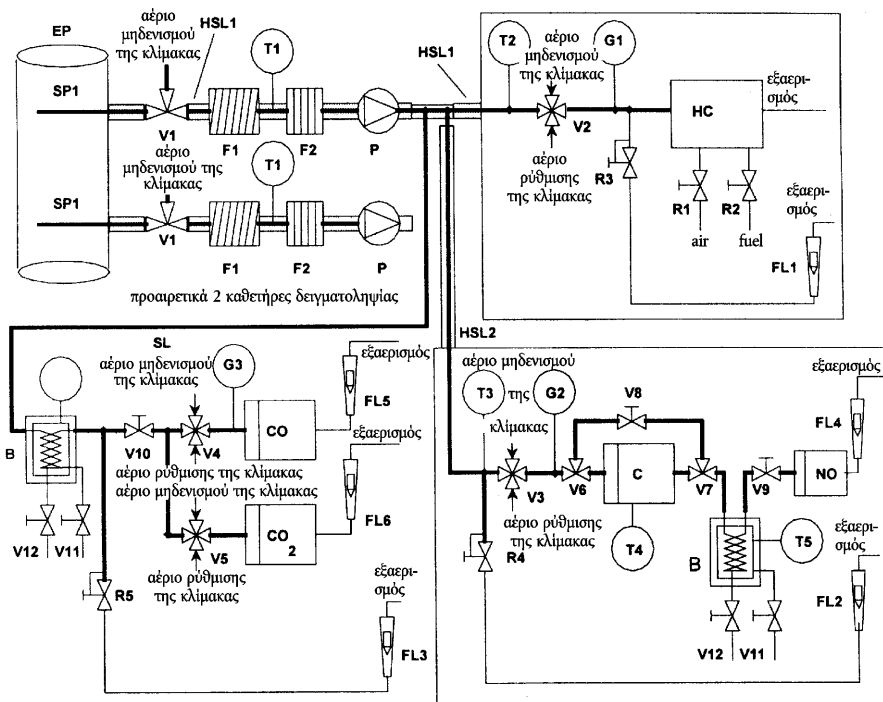 EP
αέριο
μηδενισμού
της κλίμακας
HSL1
T1
SP1
V1
F1
F2
P
αέριο
μηδενισμού της
κλίμακας
T1
SP1
V1
F1
F2
P
προαιρετικά 2 καθετήρες δειγματοληψίας
HSL1
T2
αέριο
μηδενισμού
της κλίμακας
G1
V2
αέριο
ρύθμισης
της κλίμακας
HC
εξαερι-
σμός
R3
R1
R2
air
fuel
εξαερι-
σμός
FL1
HSL2
SL
αέριο μηδενισμού
της κλίμακας
G3
FL5
εξαερισμός
B
V10
V4
CO
αέριο ρύθμισης της κλίμακας
αέριο μηδενισμού της κλίμακας
εξαερισμός
FL6
V12
V11
V5
CO
2
αέριο ρύθμισης
της κλίμακας
R5
εξαερι-
σμός
FL3
αέριο μηδενισμού
T3
της
G2
κλίμακας
V8
εξαερισμός
FL4
V3
V6
C
V7
V9
NO
αέριο ρύθμισης
της κλίμακας
R4
T4
B
T5
εξαερι-
σμός
FL2
V12
V11